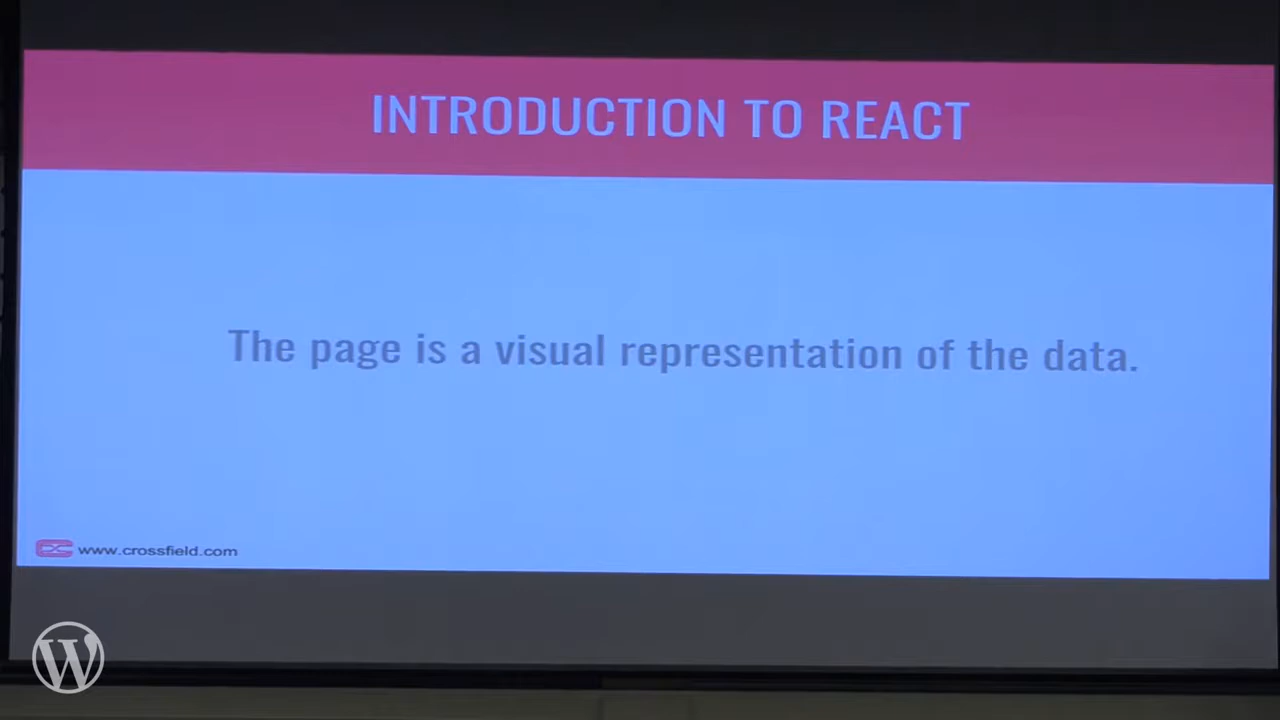 INTRODUCTION TO REACT
The page is a visual representation of the data.
www.crossfield.com